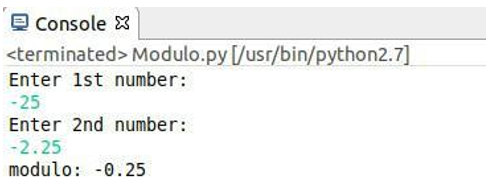 Console
<terminated> Modulo.py [/usr/bin/python2.7]
Enter 1st number:
-25
Enter 2nd number:
-2.25
modulo: -0.25